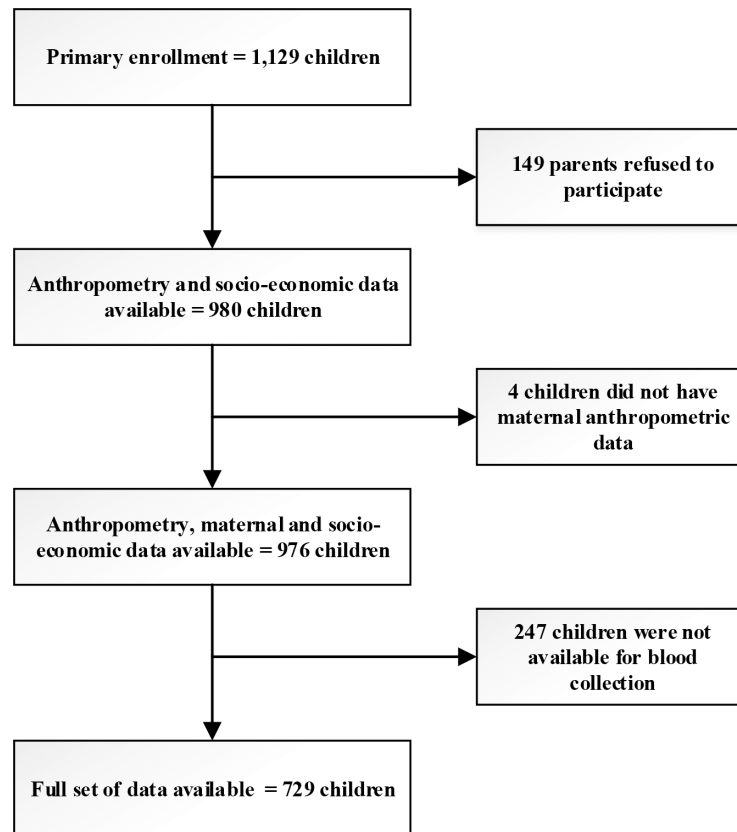 Primary enrollment = 1,129 children
149 parents refused to
participate
Anthropometry and socio-economic data
available = 980 children
4 children did not have
maternal anthropometric
data
Anthropometry, maternal and socio-
economic data available = 976 children
247 children were not
available for blood
collection
Full set of data available = 729 children